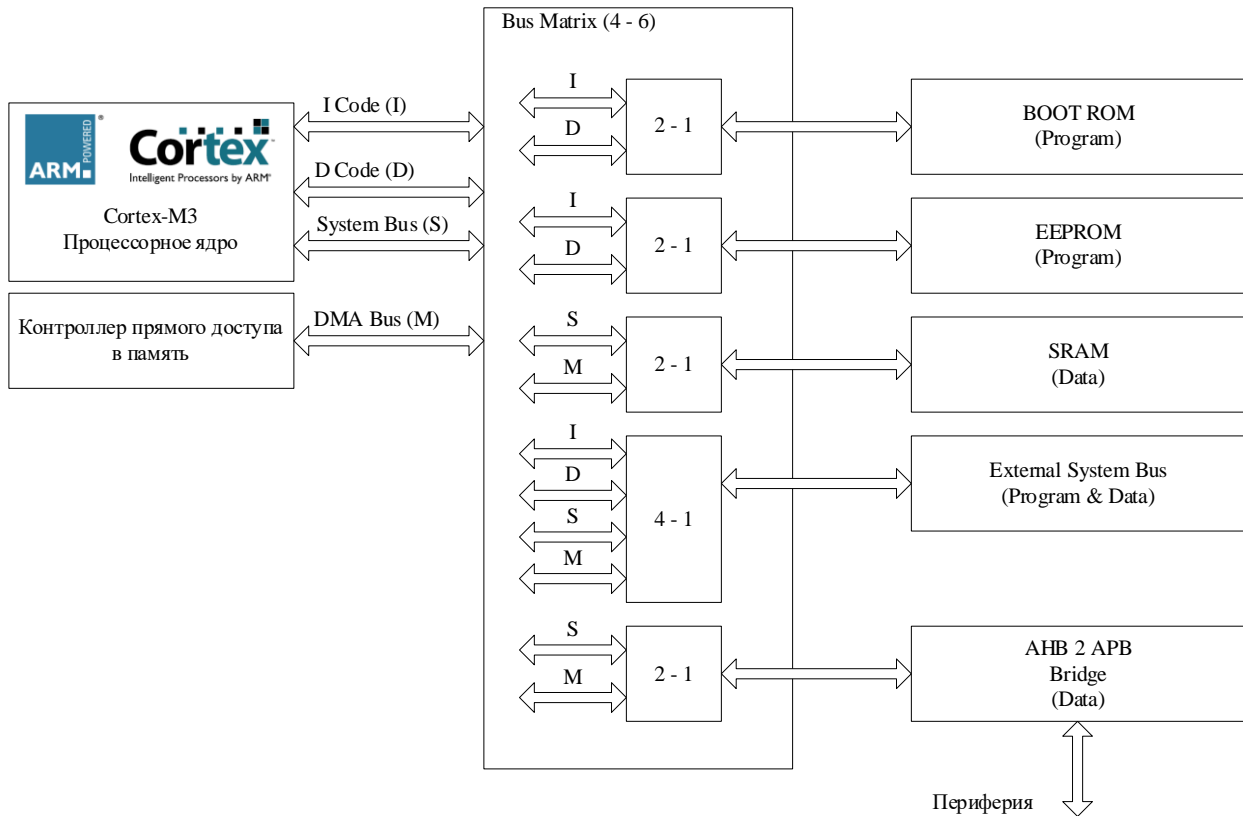 Bus Matrix (4 - 6)
I Code (I)
D Code (D)
System Bus (S)
DMA Bus (M)
ARM
POWERED
®
Cortex™
Intelligent Processors by ARM®
Cortex-M3
Процессорное ядро
Контроллер прямого доступа
в память
I
D
2 - 1
BOOT ROM
(Program)
I
D
2 - 1
EEPROM
(Program)
S
M
2 - 1
SRAM
(Data)
I
D
S
M
4 - 1
External System Bus
(Program & Data)
S
M
2 - 1
AHB 2 APB
Bridge
(Data)
Периферия